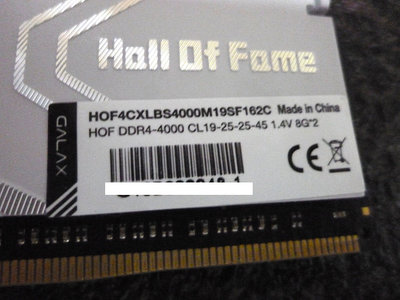 Hall Of Fame
GALAX
HOF4CXLBS4000M19SF162C Made in China
HOF DDR4-4000 CL19-25-25-45 1.4V 8G*2
CE